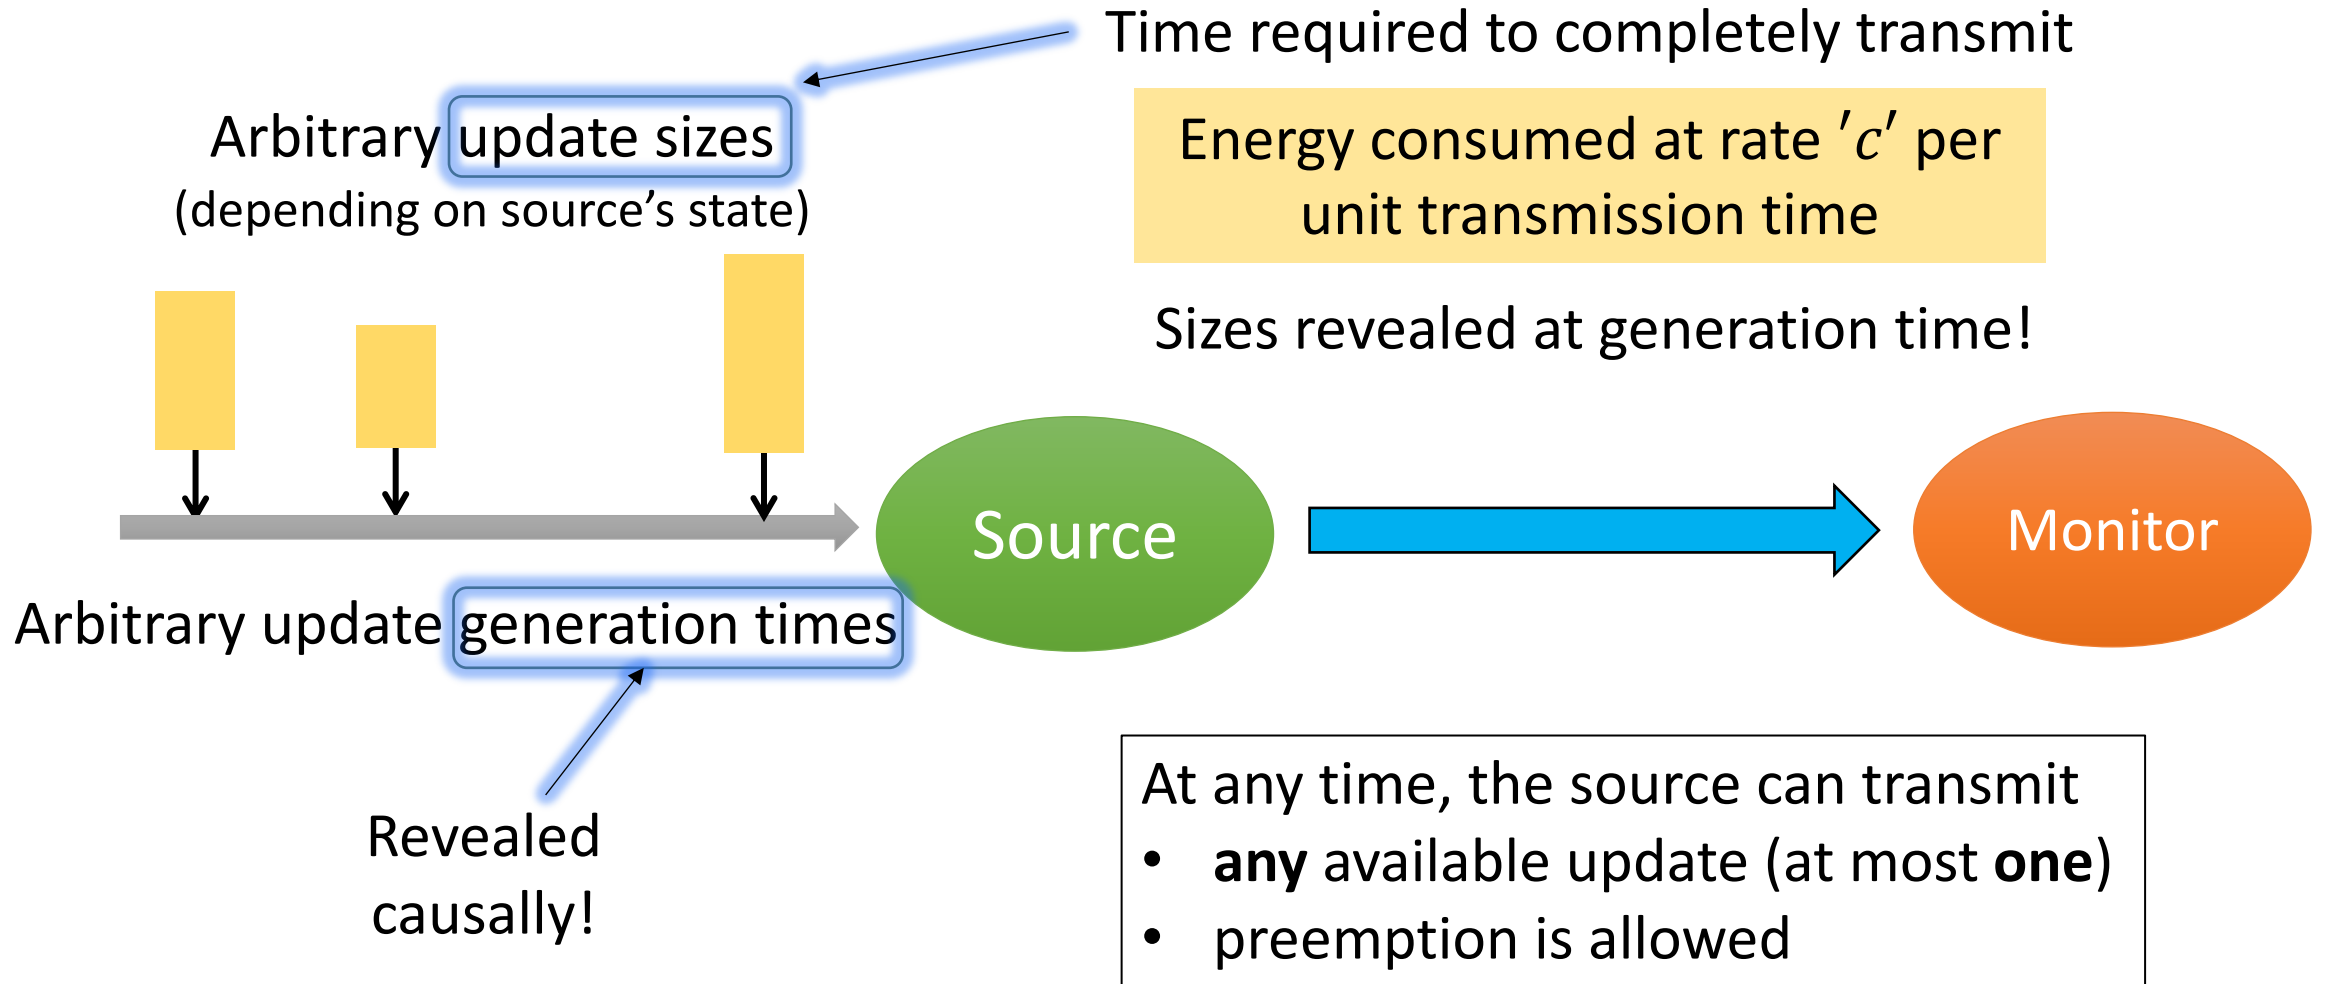 Time required to completely transmit
Arbitrary update sizes
(depending on source’s state)
Energy consumed at rate ′c′ per
unit transmission time
Sizes revealed at generation time!
Source
Monitor
Arbitrary update generation times
Revealed
causally!
At any time, the source can transmit
• any available update (at most one)
• preemption is allowed